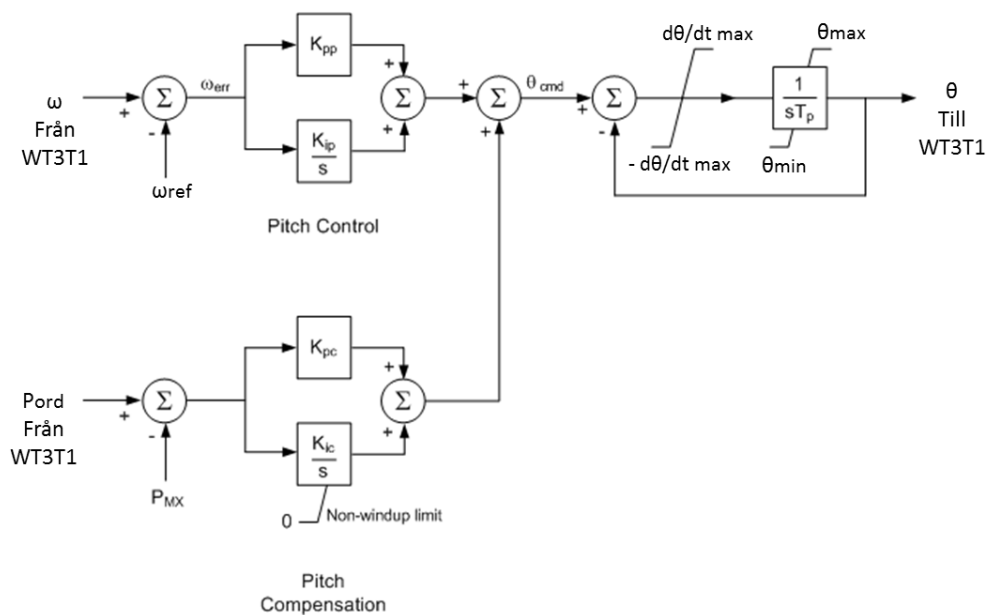 ω
Från
WT3T1
+
-
Σ
ωref
ωerr
Kpp
Kip
s
+
+
Σ
Pitch Control
+
+
Σ
θ cmd
+
-
Σ
dθ/dt max
- dθ/dt max
θmax
1
sTp
θmin
θ
Till
WT3T1
Pord
Från
WT3T1
+
-
Σ
PMX
Kpc
Kic
s
+
+
Σ
0
Non-windup limit
Pitch
Compensation